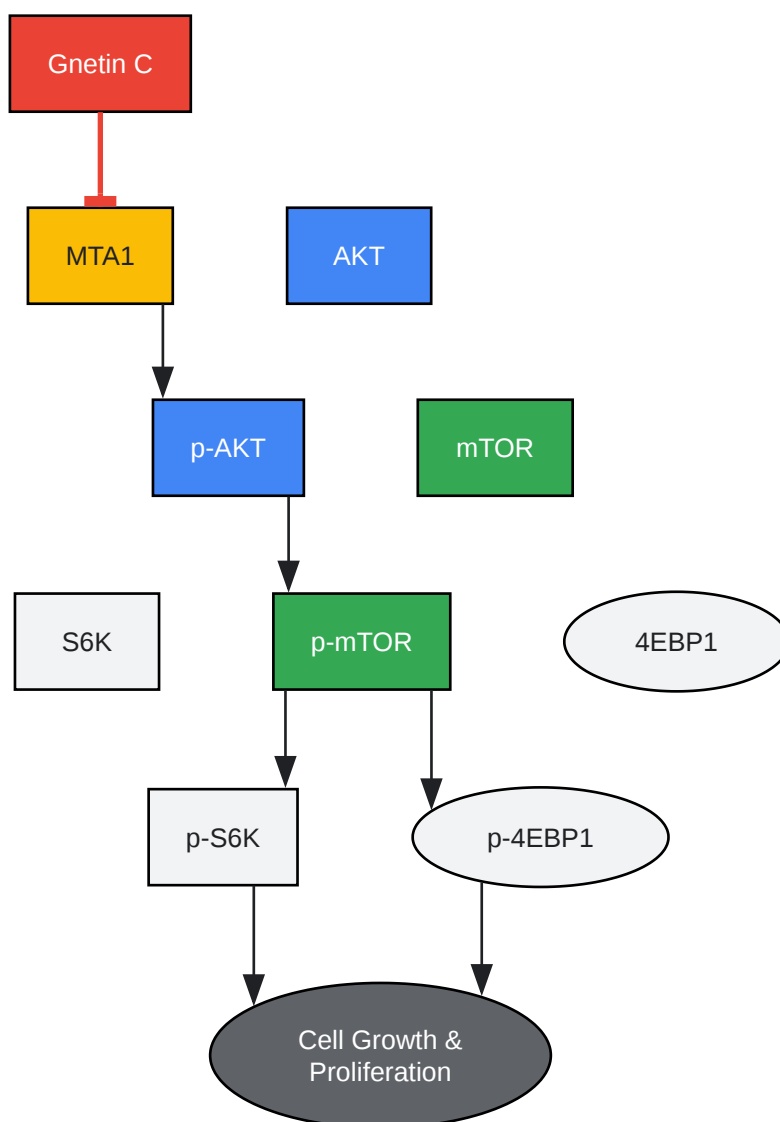 Gnetin C
MTA1
AKT
p-AKT
mTOR
S6K
p-mTOR
4EBP1
p-S6K
p-4EBP1
Cell Growth &
Proliferation